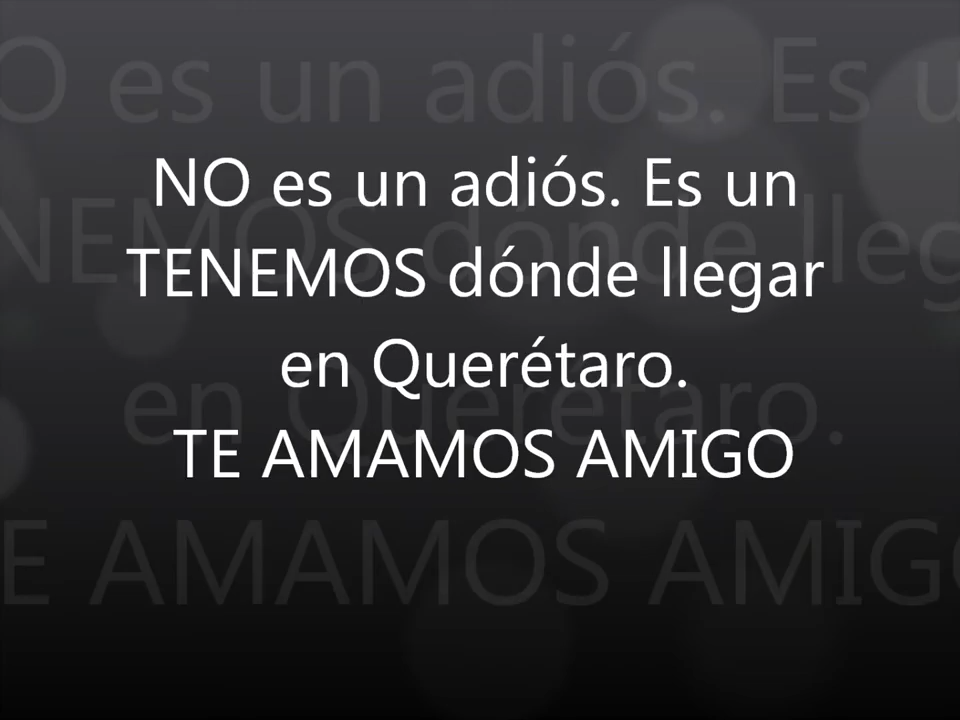 NO es un adiós. Es un
TENEMOS dónde llegar
en Querétaro.
TE AMAMOS AMIGO